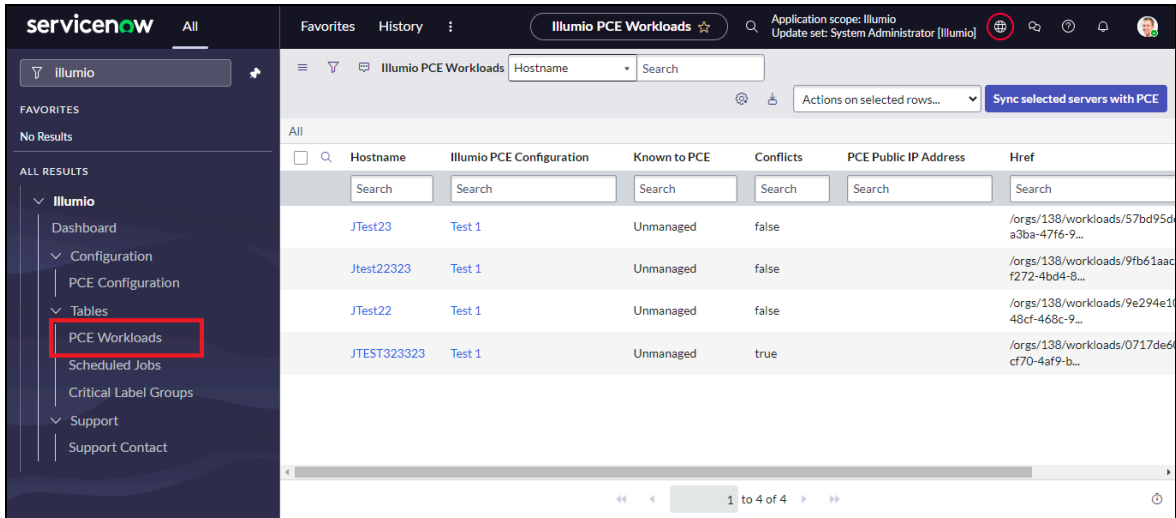 servicenow
All
Favorites
History
Illumio PCE Workloads
Application scope: Illumio
Update set: System Administrator [Illumio]
illumio
FAVORITES
No Results
ALL RESULTS
Illumio
Dashboard
Configuration
PCE Configuration
Tables
PCE Workloads
Scheduled Jobs
Critical Label Groups
Support
Support Contact
Illumio PCE Workloads Hostname Search
Actions on selected rows... Sync selected servers with PCE
All
Hostname Illumio PCE Configuration Known to PCE Conflicts PCE Public IP Address Href
Search Search Search Search Search Search
JTest23 Test 1 Unmanaged false /orgs/138/workloads/57bd95d
a3ba-47f6-9...
Jtest22323 Test 1 Unmanaged false /orgs/138/workloads/9fb61aac
f272-4bd4-8...
JTest22 Test 1 Unmanaged false /orgs/138/workloads/9e294e10
48cf-468c-9...
JTEST323323 Test 1 Unmanaged true /orgs/138/workloads/0717de60
cf70-4af9-b...
1 to 4 of 4